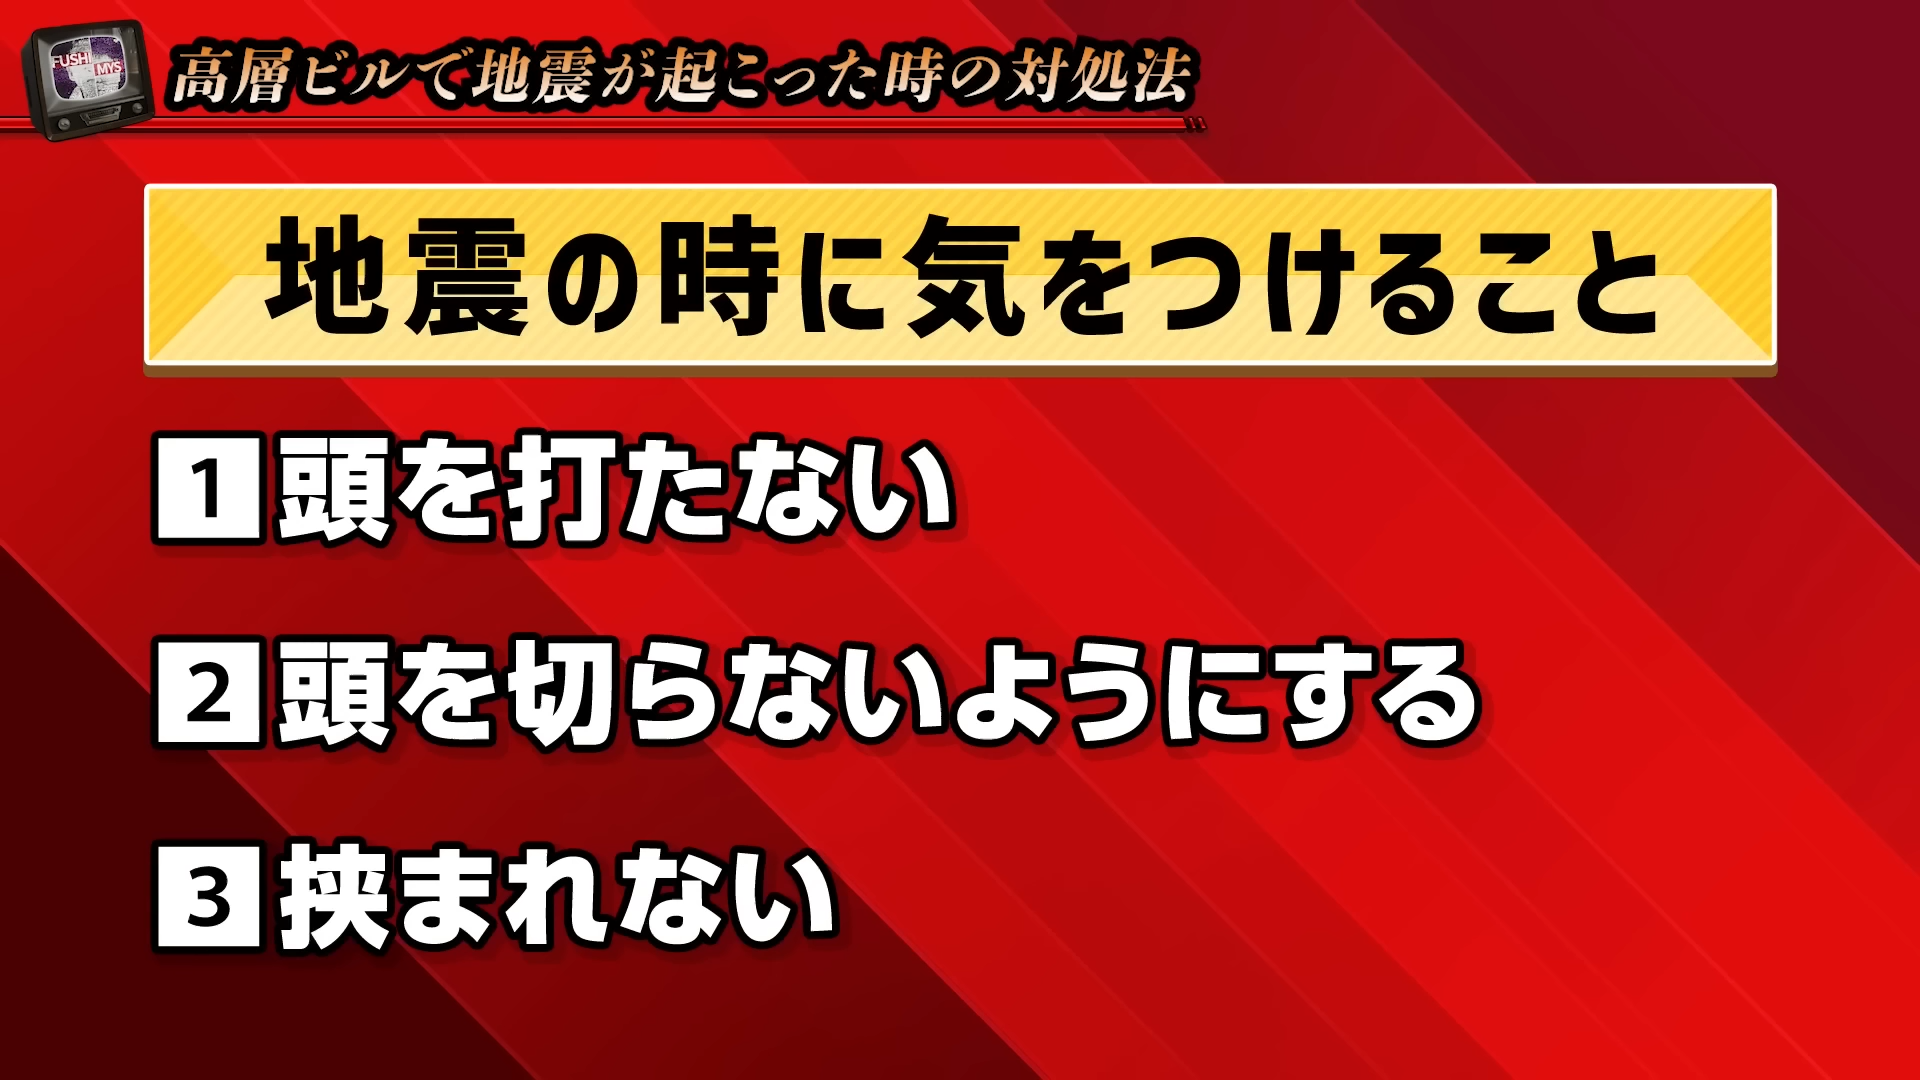 FUSHI
MYS
高層ビルで地震が起こった時の対処法
地震の時に気をつけること
1頭を打たない
2頭を切らないようにする
3挟まれない